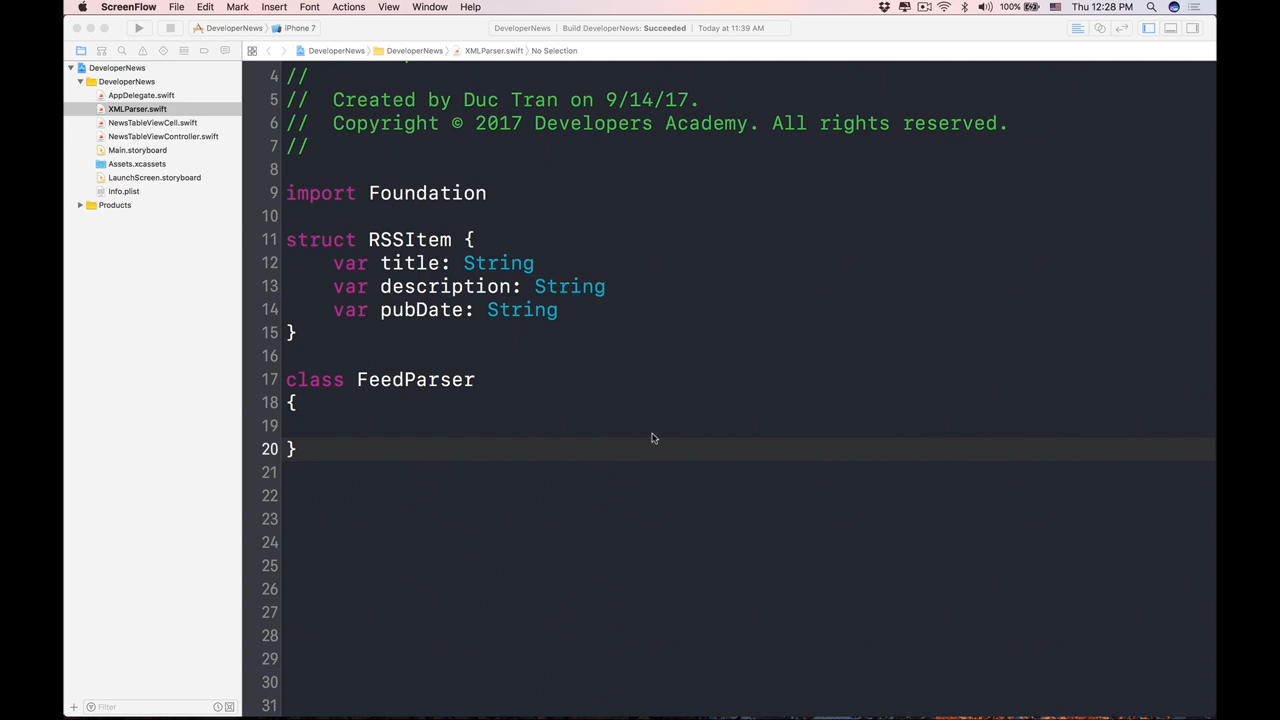 ScreenFlow File Edit Mark Insert Font Actions View Window Help 100% Thu 12:28 PM
DeveloperNews iPhone 7 DeveloperNews Build DeveloperNews: Succeeded Today at 11:39 AM
DeveloperNews DeveloperNews XMLParser.swift No Selection
DeveloperNews
DeveloperNews
AppDelegate.swift
XMLParser.swift
NewsTableViewCell.swift
NewsTableViewController.swift
Main.storyboard
Assets.xcassets
LaunchScreen.storyboard
Info.plist
Products
Filter
4 //
5 // Created by Duc Tran on 9/14/17.
6 // Copyright © 2017 Developers Academy. All rights reserved.
7 //
8
9 import Foundation
10
11 struct RSSItem {
12 var title: String
13 var description: String
14 var pubDate: String
15 }
16
17 class FeedParser
18 {
19
20 }
21
22
23
24
25
26
27
28
29
30
31